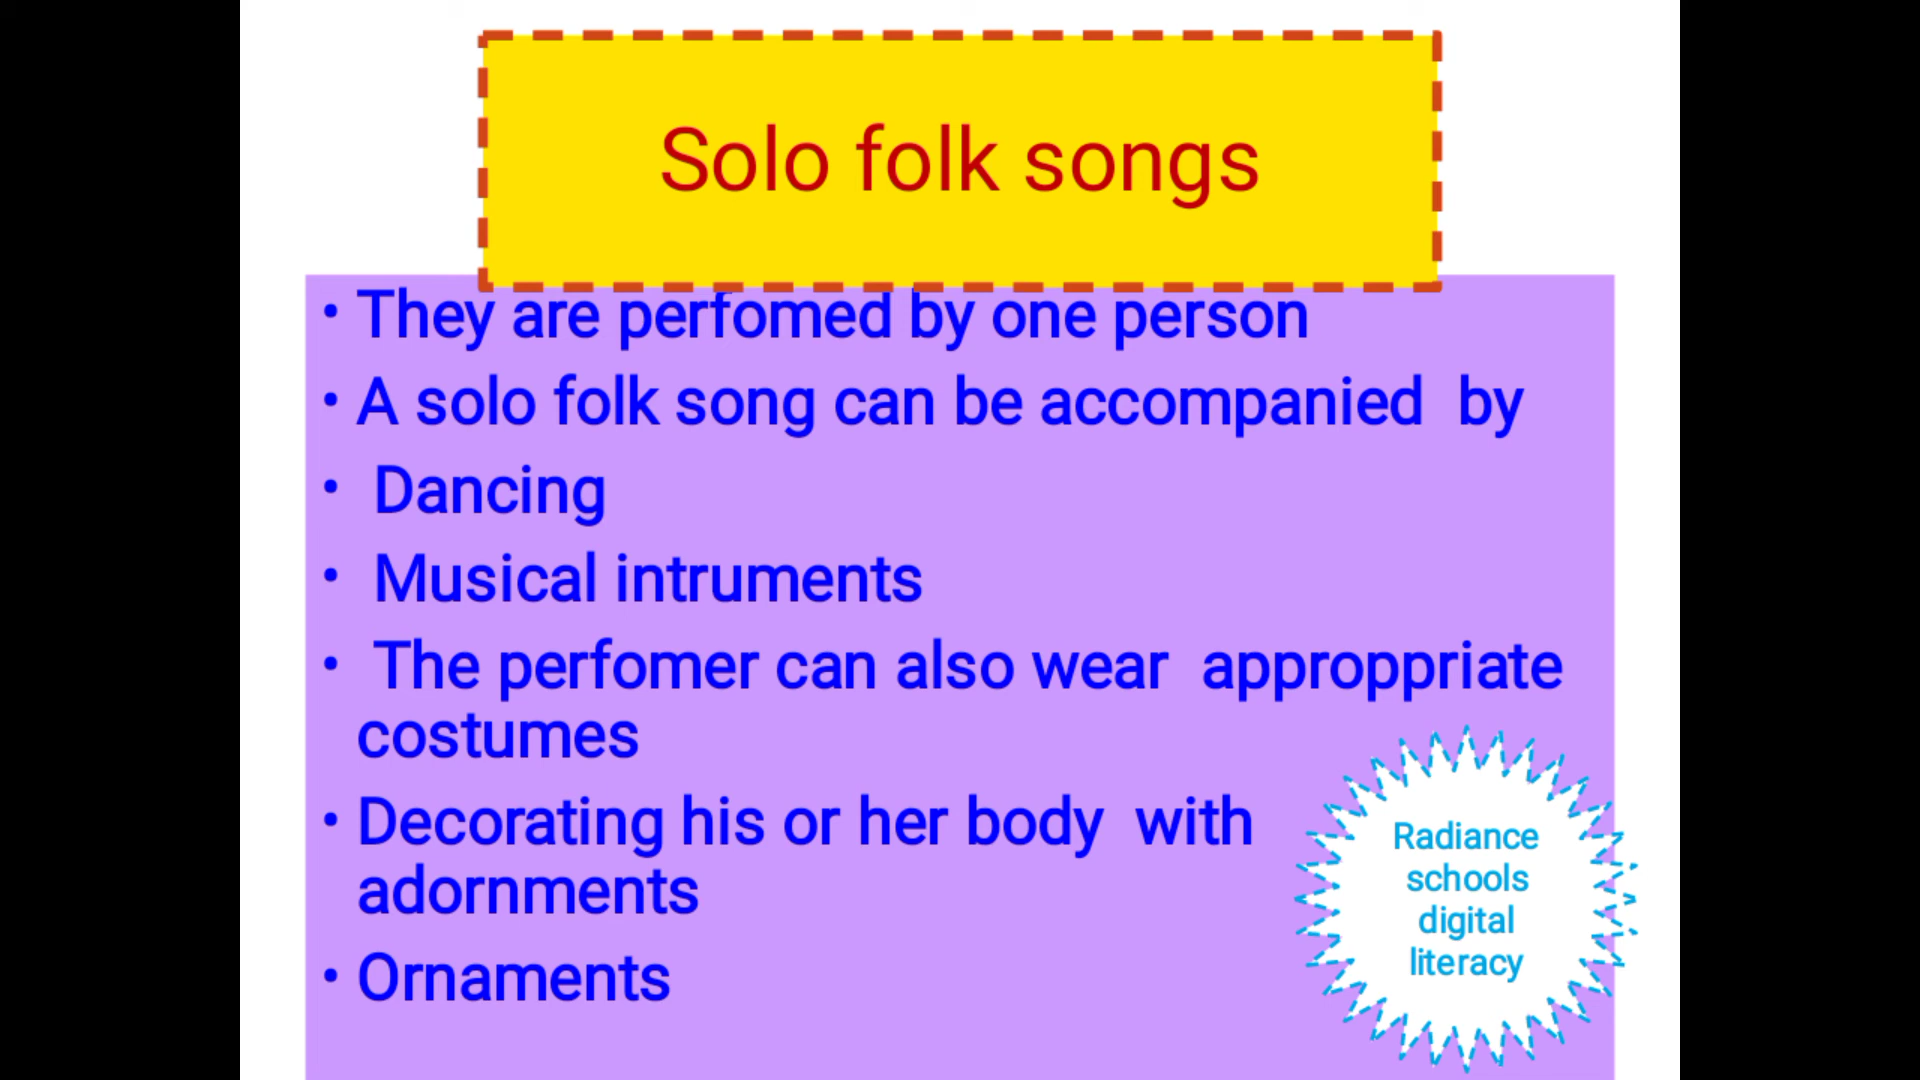 Solo folk songs
• They are perfomed by one person
• A solo folk song can be accompanied  by
•  Dancing
•  Musical intruments
•  The perfomer can also wear  approppriate
costumes
• Decorating his or her body  with
adornments
• Ornaments
Radiance
schools
digital
literacy